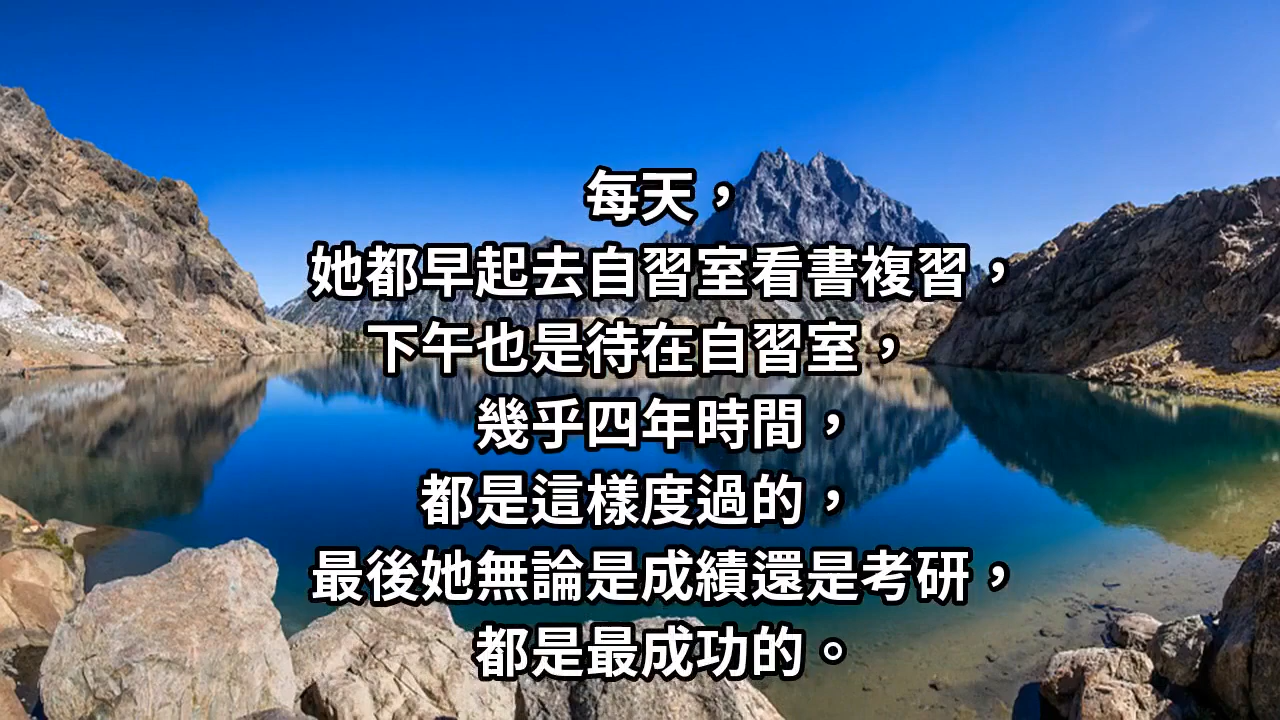 每天，
她都早起去自習室看書複習，
下午也是待在自習室，
幾乎四年時間，
都是這樣度過的，
最後她無論是成績還是考研，
都是最成功的。